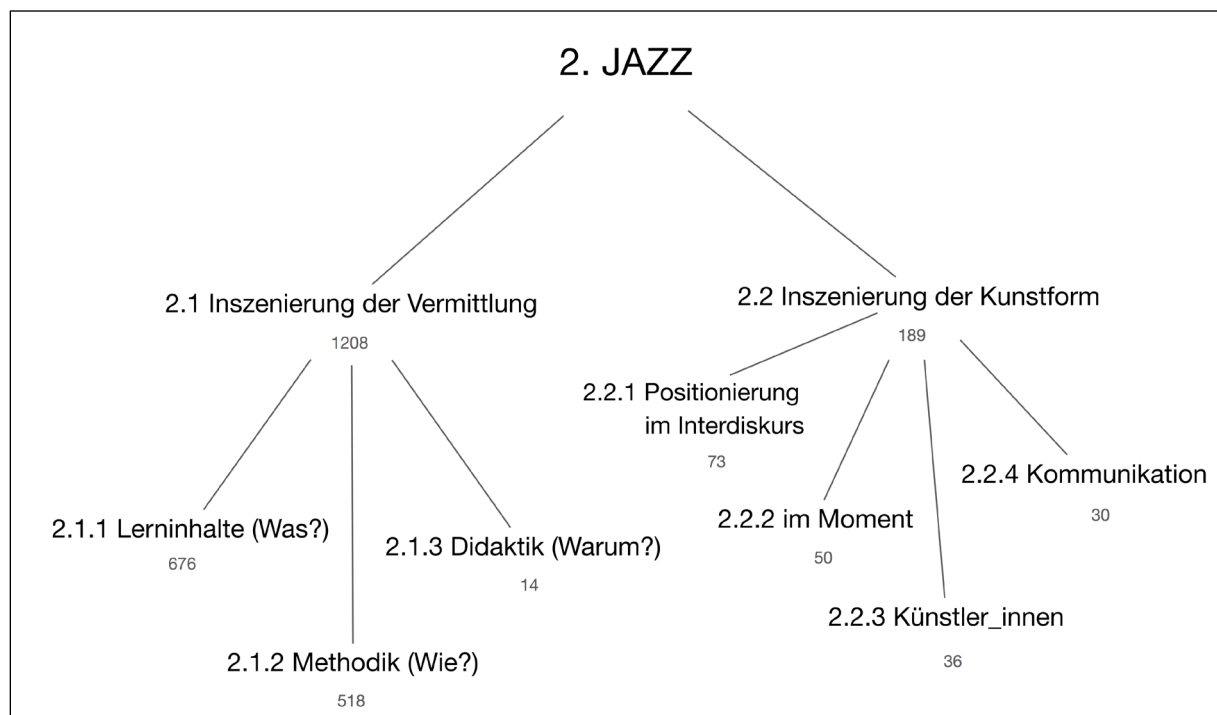 2. JAZZ
2.1 Inszenierung der Vermittlung
1208
2.1.1 Lerninhalte (Was?)
676
2.1.2 Methodik (Wie?)
518
2.1.3 Didaktik (Warum?)
14
2.2 Inszenierung der Kunstform
189
2.2.1 Positionierung
im Interdiskurs
73
2.2.2 im Moment
50
2.2.3 Künstler_innen
36
2.2.4 Kommunikation
30